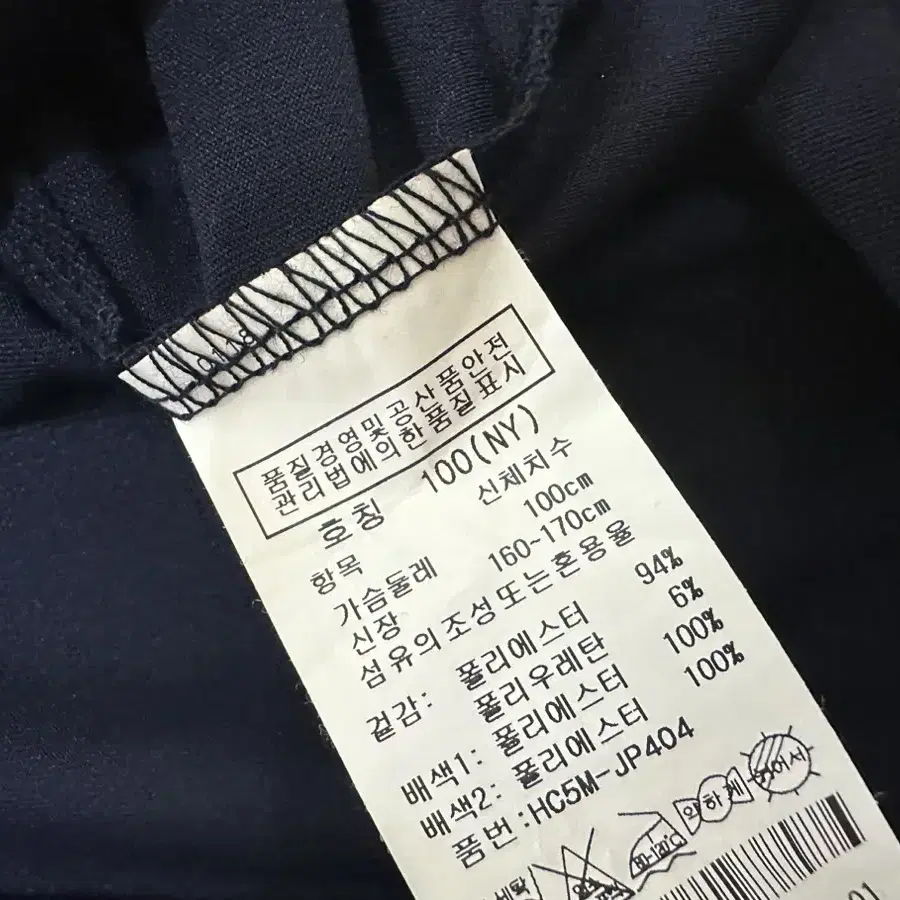 0118
품질경영및공산품안전
관리법에의한품질표시
호칭 100(NY)
항목 신체치수
가슴둘레 100cm
신장 160~170cm
섬유의조성또는혼용율
겉감: 폴리에스터 94%
폴리우레탄 6%
배색1: 폴리에스터 100%
배색2: 폴리에스터 100%
품번:HC5M-JP404
약하게
01